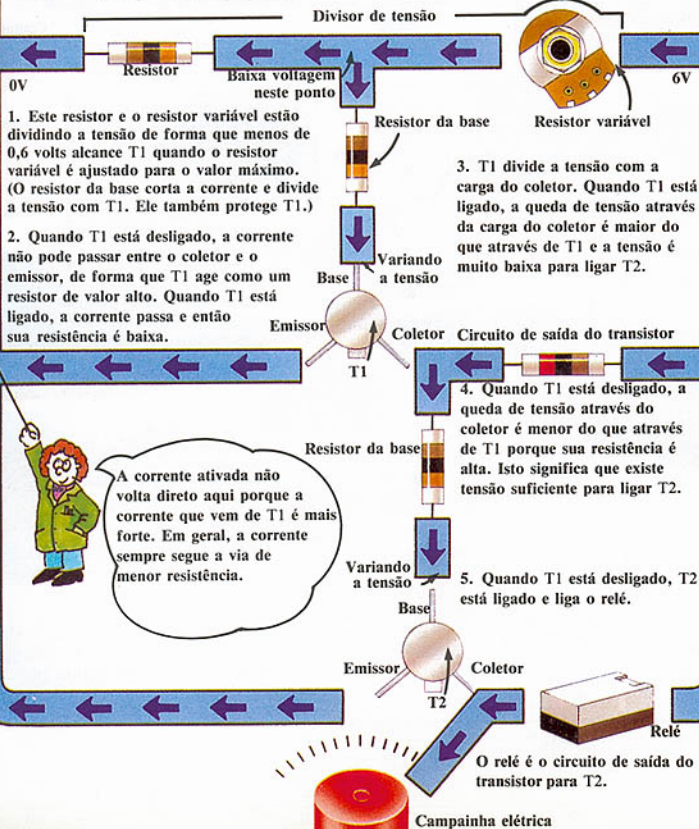 Divisor de tensão
Resistor
0V
Baixa voltagem
neste ponto
6V
Resistor da base
Resistor variável
1. Este resistor e o resistor variável estão
dividindo a tensão de forma que menos de
0,6 volts alcance T1 quando o resistor
variável é ajustado para o valor máximo.
(O resistor da base corta a corrente e divide
a tensão com T1. Ele também protege T1.)
2. Quando T1 está desligado, a corrente
não pode passar entre o coletor e o
emissor, de forma que T1 age como um
resistor de valor alto. Quando T1 está
ligado, a corrente passa e então
sua resistência é baixa.
3. T1 divide a tensão com a
carga do coletor. Quando T1 está
ligado, a queda de tensão através
da carga do coletor é maior do
que através de T1 e a tensão é
muito baixa para ligar T2.
Variando
a tensão
Base
Emissor
Coletor
T1
Circuito de saída do transistor
4. Quando T1 está desligado, a
queda de tensão através do
coletor é menor do que através
de T1 porque sua resistência é
alta. Isto significa que existe
tensão suficiente para ligar T2.
Resistor da base
A corrente ativada não
volta direto aqui porque a
corrente que vem de T1 é mais
forte. Em geral, a corrente
sempre segue a via de
menor resistência.
Variando
a tensão
5. Quando T1 está desligado, T2
está ligado e liga o relé.
Base
Emissor
Coletor
T2
Relé
O relé é o circuito de saída do
transistor para T2.
Campainha elétrica